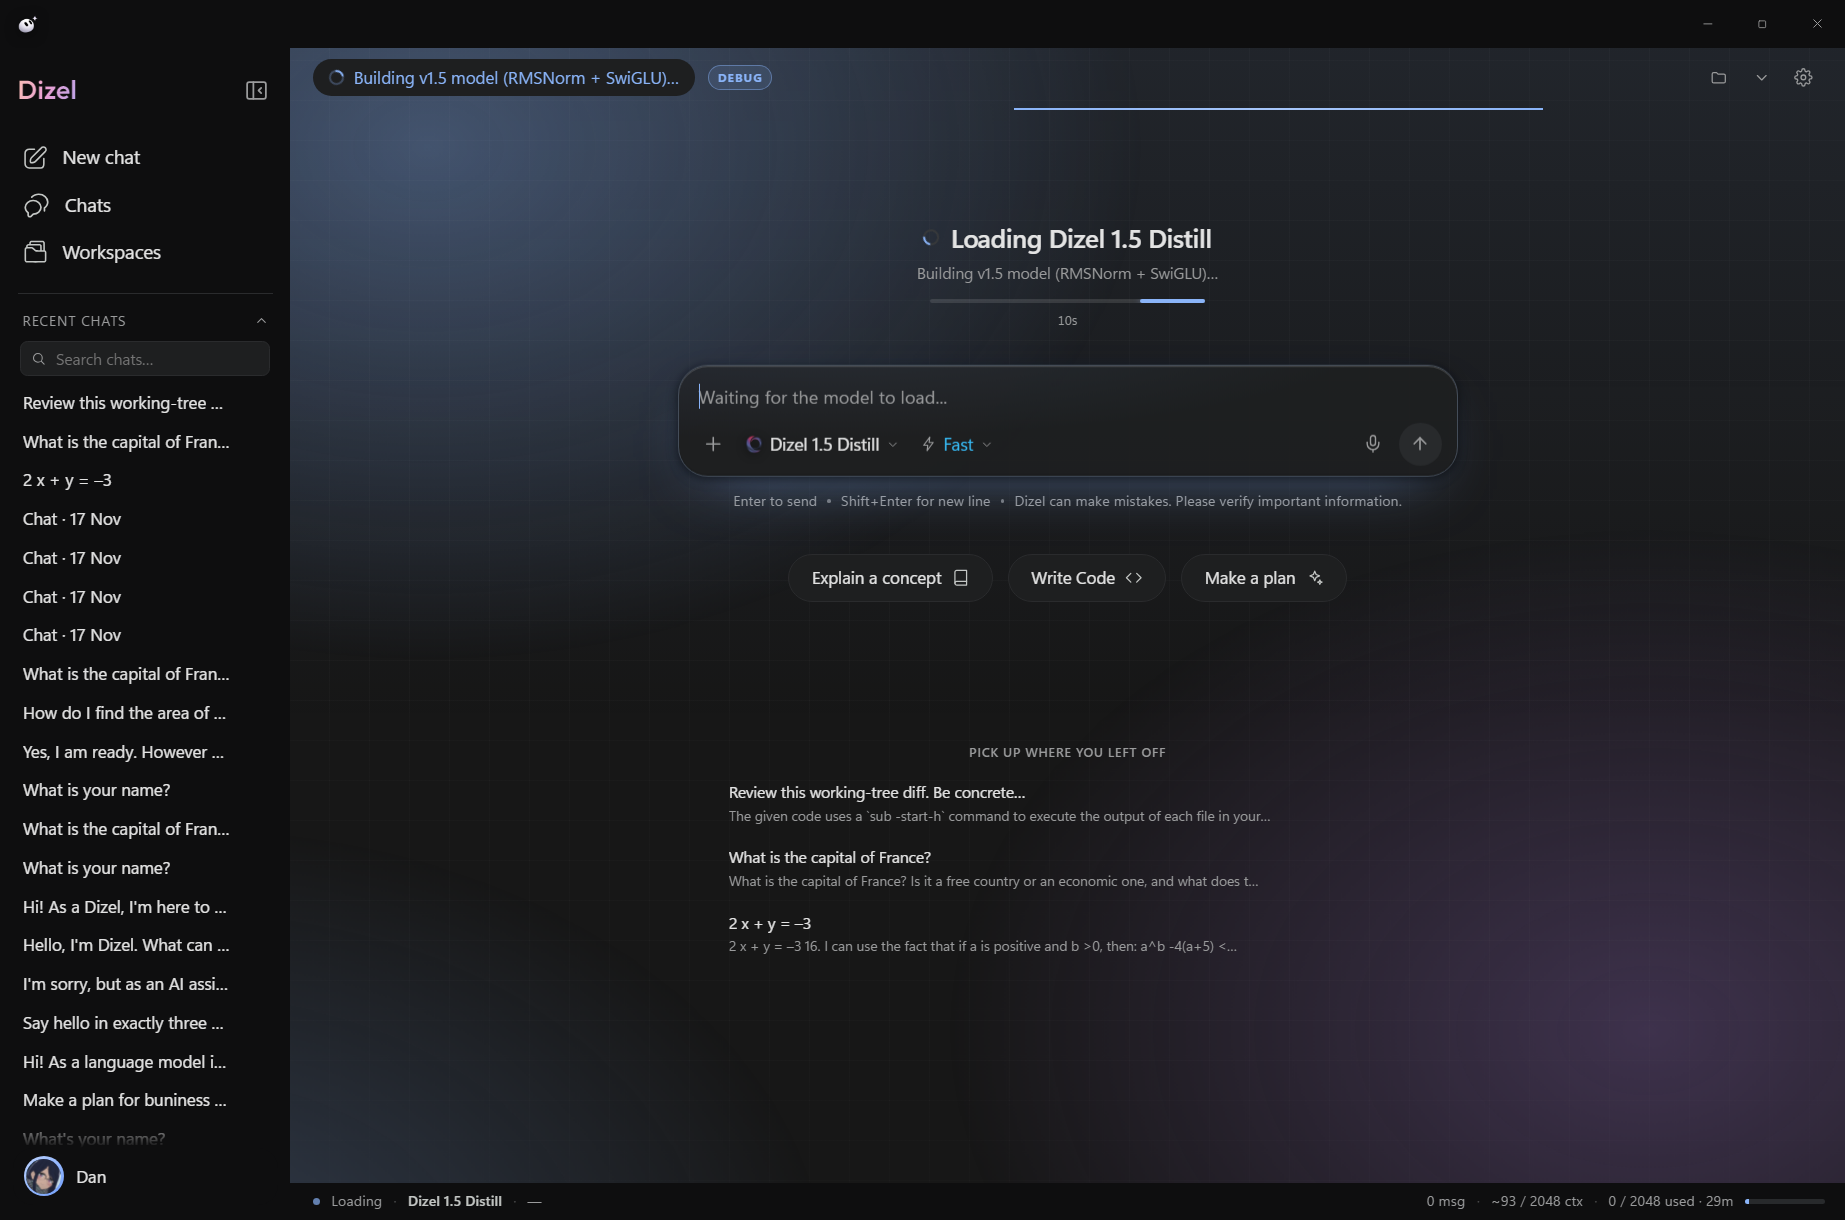 Dizel
New chat
Chats
Workspaces
RECENT CHATS
Search chats...
Review this working-tree ...
What is the capital of Fran...
2 x + y = –3
Chat · 17 Nov
Chat · 17 Nov
Chat · 17 Nov
Chat · 17 Nov
What is the capital of Fran...
How do I find the area of ...
Yes, I am ready. However ...
What is your name?
What is the capital of Fran...
What is your name?
Hi! As a Dizel, I'm here to ...
Hello, I'm Dizel. What can ...
I'm sorry, but as an AI assi...
Say hello in exactly three ...
Hi! As a language model i...
Make a plan for buniness ...
What's your name?
Dan
Building v1.5 model (RMSNorm + SwiGLU)... DEBUG
Loading Dizel 1.5 Distill
Building v1.5 model (RMSNorm + SwiGLU)...
10s
Waiting for the model to load...
Dizel 1.5 Distill Fast
Enter to send • Shift+Enter for new line • Dizel can make mistakes. Please verify important information.
Explain a concept Write Code Make a plan
PICK UP WHERE YOU LEFT OFF
Review this working-tree diff. Be concrete...
The given code uses a `sub -start-h` command to execute the output of each file in your...
What is the capital of France?
What is the capital of France? Is it a free country or an economic one, and what does t...
2 x + y = –3
2 x + y = –3 16. I can use the fact that if a is positive and b >0, then: a^b -4(a+5) <...
Loading · Dizel 1.5 Distill · —
0 msg · ~93 / 2048 ctx · 0 / 2048 used · 29m